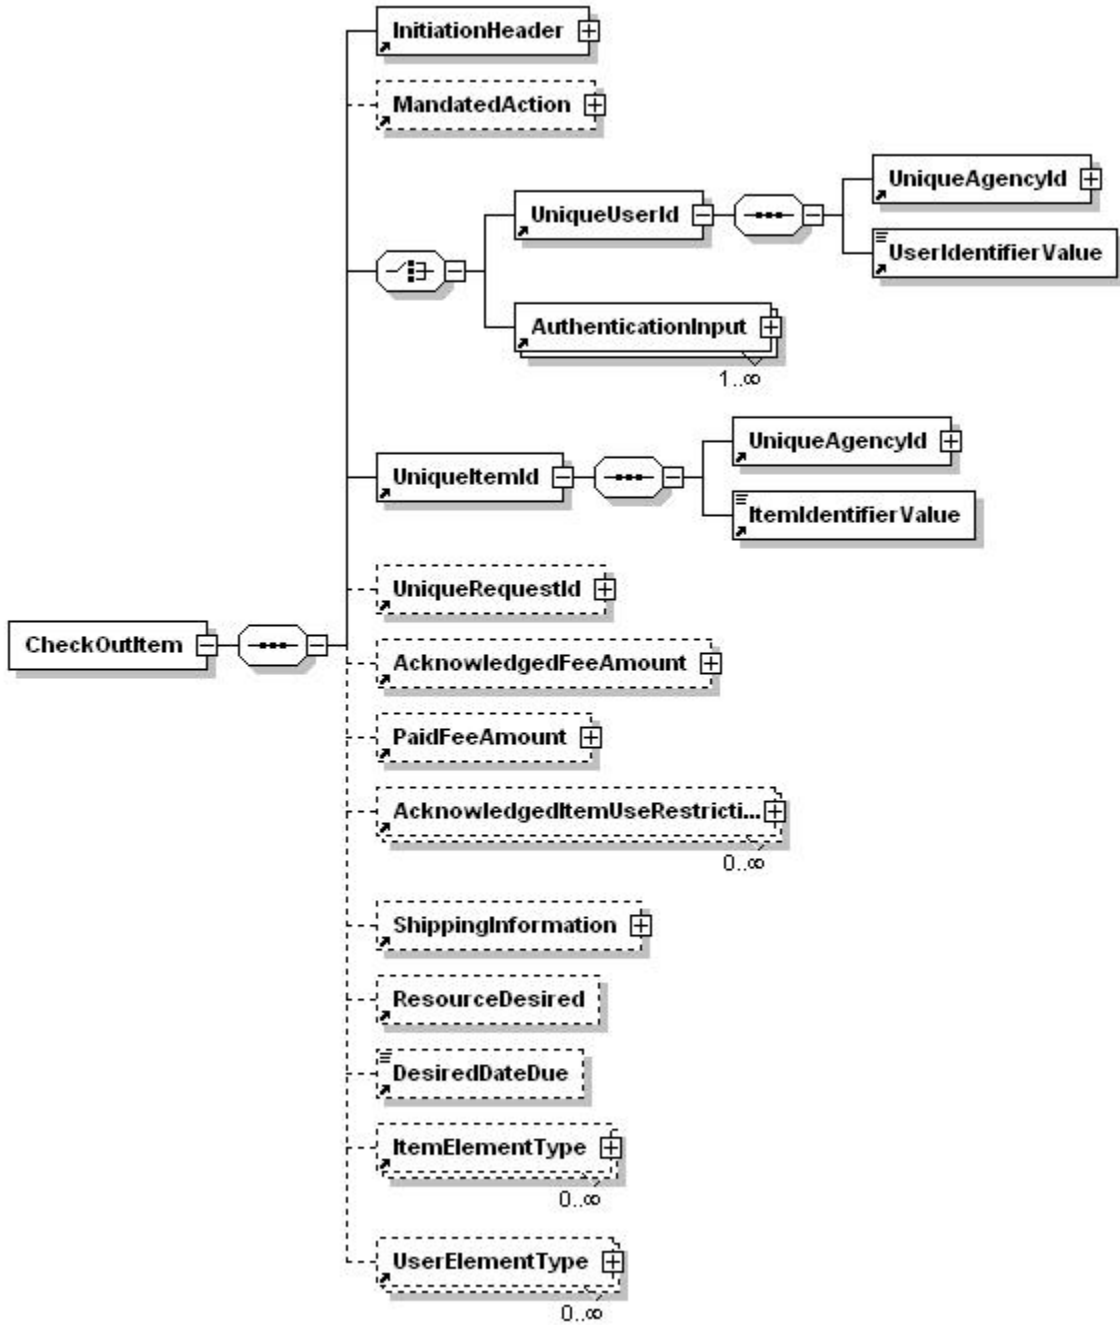 InitiationHeader
MandatedAction
UniqueUserId
UniqueAgencyId
UserIdentifierValue
AuthenticationInput
1..∞
UniqueItemId
UniqueAgencyId
ItemIdentifierValue
UniqueRequestId
CheckOutItem
AcknowledgedFeeAmount
PaidFeeAmount
AcknowledgedItemUseRestricti...
0..∞
ShippingInformation
ResourceDesired
DesiredDateDue
ItemElementType
0..∞
UserElementType
0..∞